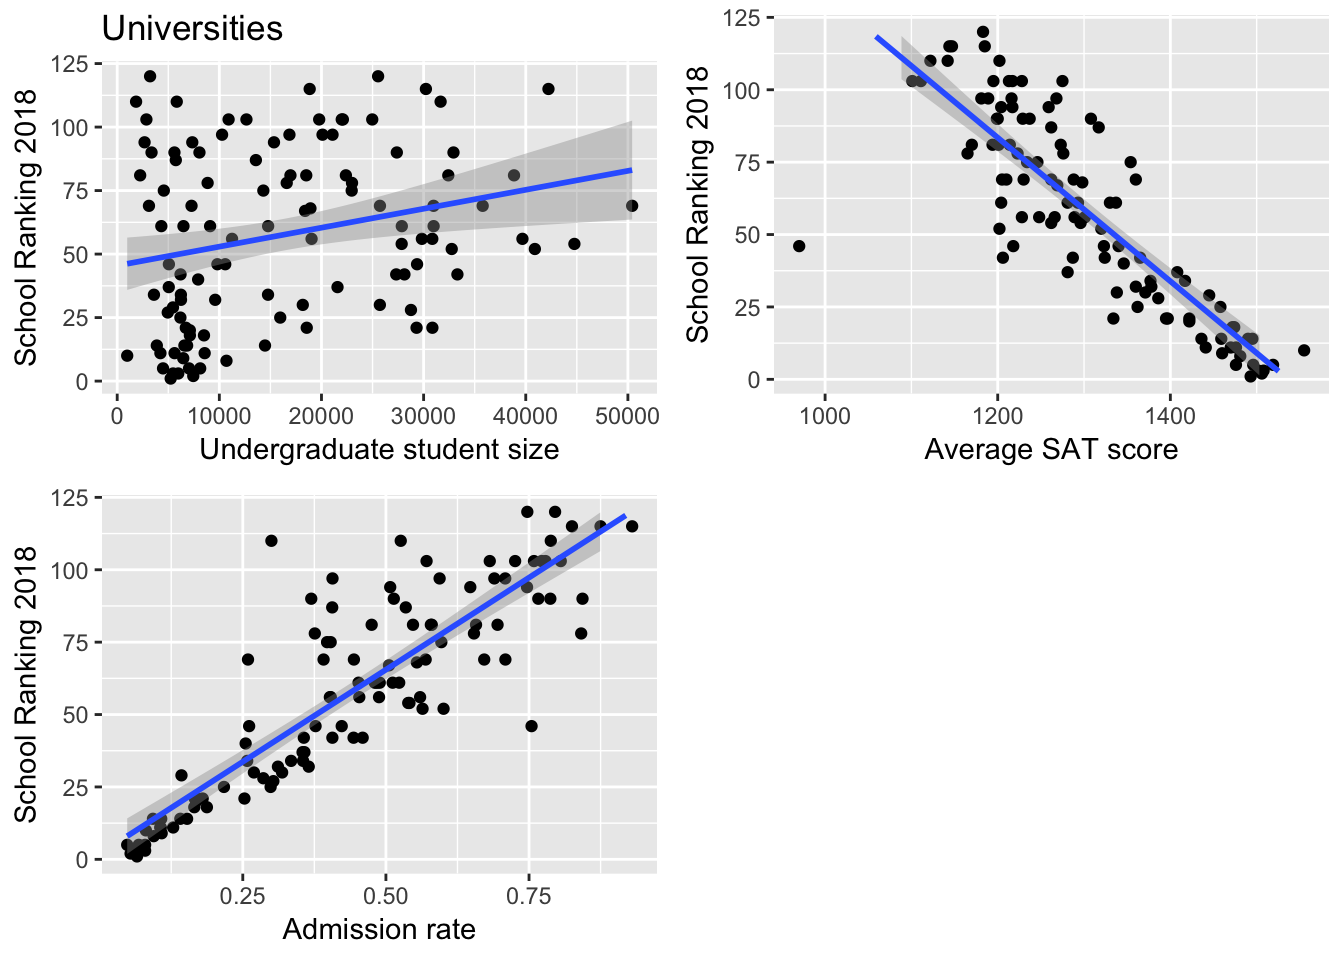 Universities
School Ranking 2018
125
100
75
50
25
0
0 10000 20000 30000 40000 50000
Undergraduate student size
School Ranking 2018
125
100
75
50
25
0
1000 1200 1400
Average SAT score
School Ranking 2018
125
100
75
50
25
0
0.25 0.50 0.75
Admission rate